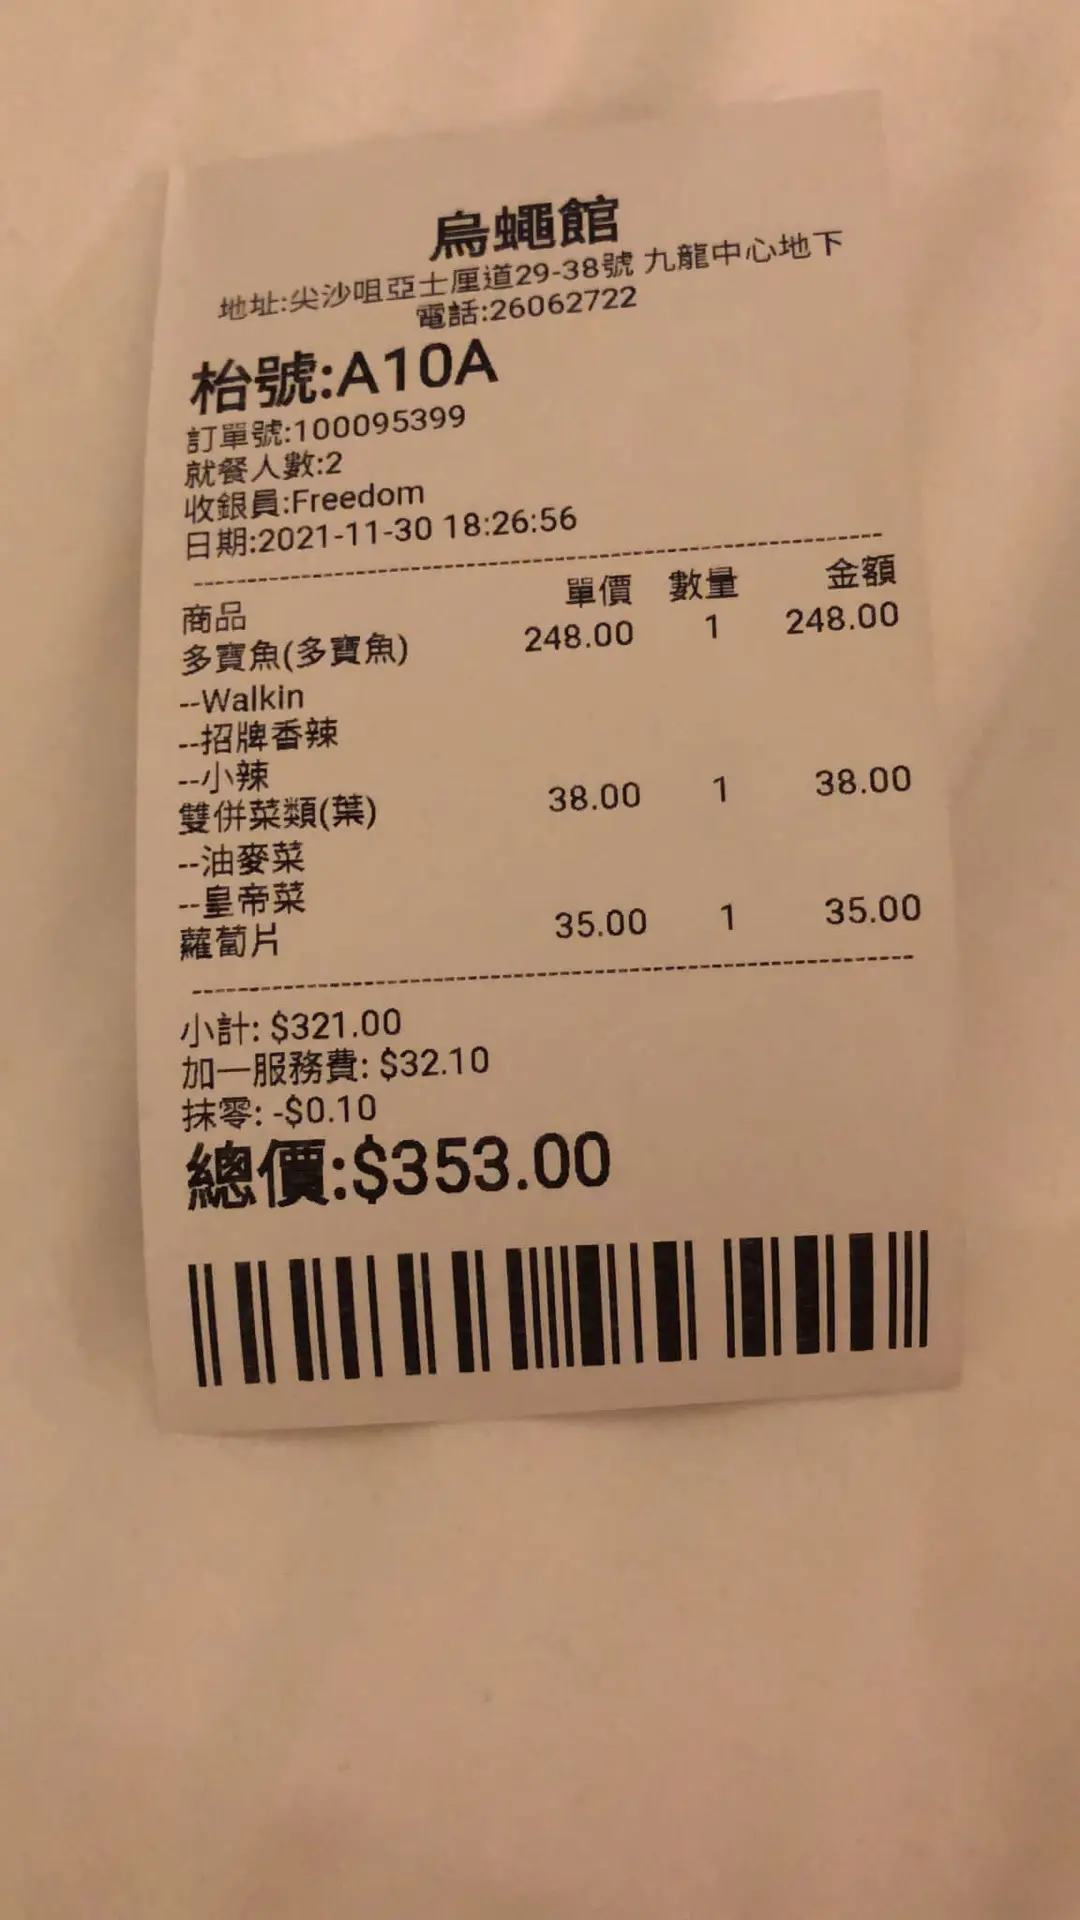 烏蠅館
地址:尖沙咀亞士厘道29-38號 九龍中心地下
電話:26062722
枱號:A10A
訂單號:100095399
就餐人數:2
收銀員:Freedom
日期:2021-11-30 18:26:56
商品 單價 數量 金額
多寶魚(多寶魚) 248.00 1 248.00
--Walkin
--招牌香辣
--小辣
雙併菜類(葉) 38.00 1 38.00
--油麥菜
--皇帝菜
蘿蔔片 35.00 1 35.00
小計: $321.00
加一服務費: $32.10
抹零: -$0.10
總價:$353.00